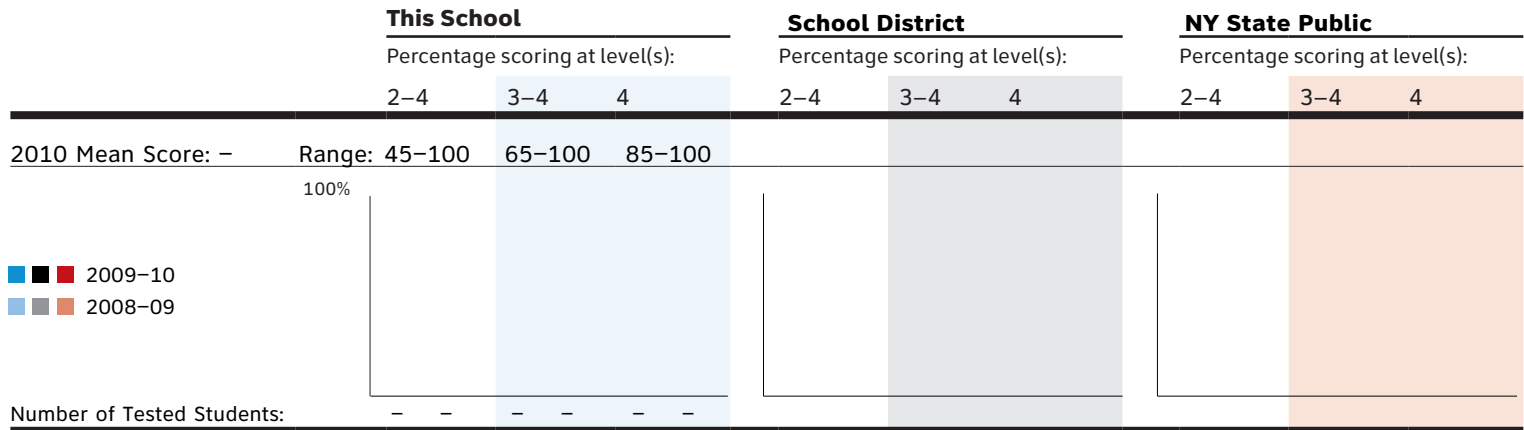 This School School District NY State Public
Percentage scoring at level(s): Percentage scoring at level(s): Percentage scoring at level(s):
2–4 3–4 4 2–4 3–4 4 2–4 3–4 4
2010 Mean Score: – Range: 45–100 65–100 85–100
100%
2009–10
2008–09
Number of Tested Students: – – – – – –